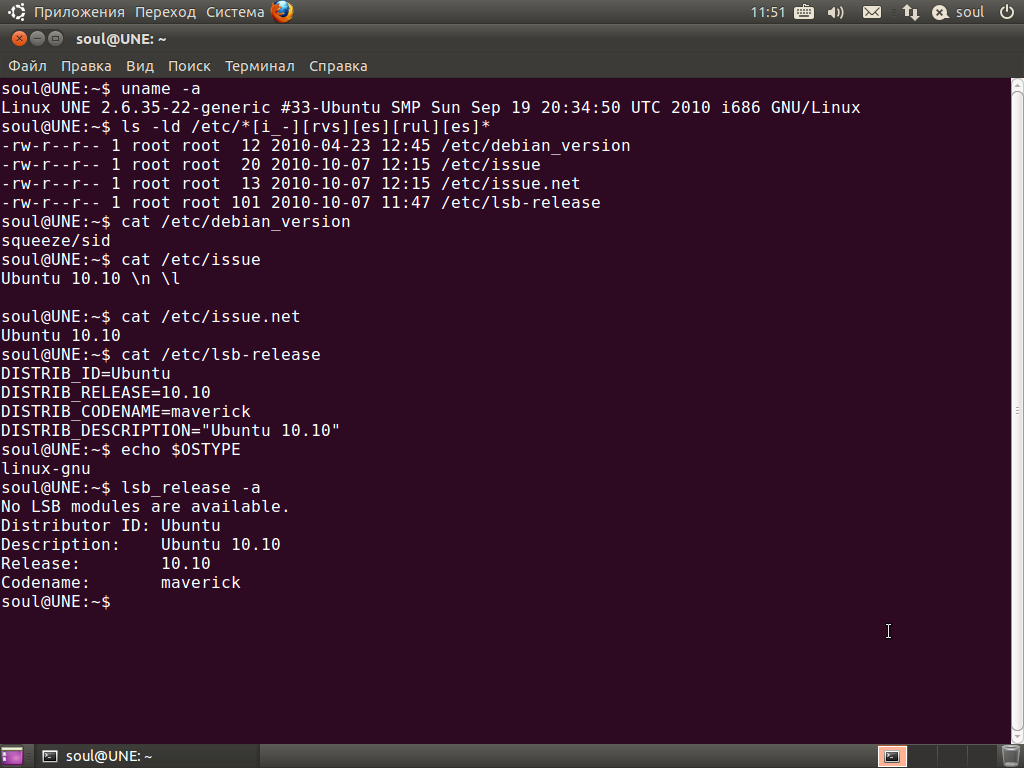 Приложения Переход Система 11:51 soul
soul@UNE: ~
Файл Правка Вид Поиск Терминал Справка
soul@UNE:~$ uname -a
Linux UNE 2.6.35-22-generic #33-Ubuntu SMP Sun Sep 19 20:34:50 UTC 2010 i686 GNU/Linux
soul@UNE:~$ ls -ld /etc/*[i_-][rvs][es][rul][es]*
-rw-r--r-- 1 root root  12 2010-04-23 12:45 /etc/debian_version
-rw-r--r-- 1 root root  20 2010-10-07 12:15 /etc/issue
-rw-r--r-- 1 root root  13 2010-10-07 12:15 /etc/issue.net
-rw-r--r-- 1 root root 101 2010-10-07 11:47 /etc/lsb-release
soul@UNE:~$ cat /etc/debian_version
squeeze/sid
soul@UNE:~$ cat /etc/issue
Ubuntu 10.10 \n \l
soul@UNE:~$ cat /etc/issue.net
Ubuntu 10.10
soul@UNE:~$ cat /etc/lsb-release
DISTRIB_ID=Ubuntu
DISTRIB_RELEASE=10.10
DISTRIB_CODENAME=maverick
DISTRIB_DESCRIPTION="Ubuntu 10.10"
soul@UNE:~$ echo $OSTYPE
linux-gnu
soul@UNE:~$ lsb_release -a
No LSB modules are available.
Distributor ID: Ubuntu
Description:    Ubuntu 10.10
Release:        10.10
Codename:       maverick
soul@UNE:~$
soul@UNE: ~